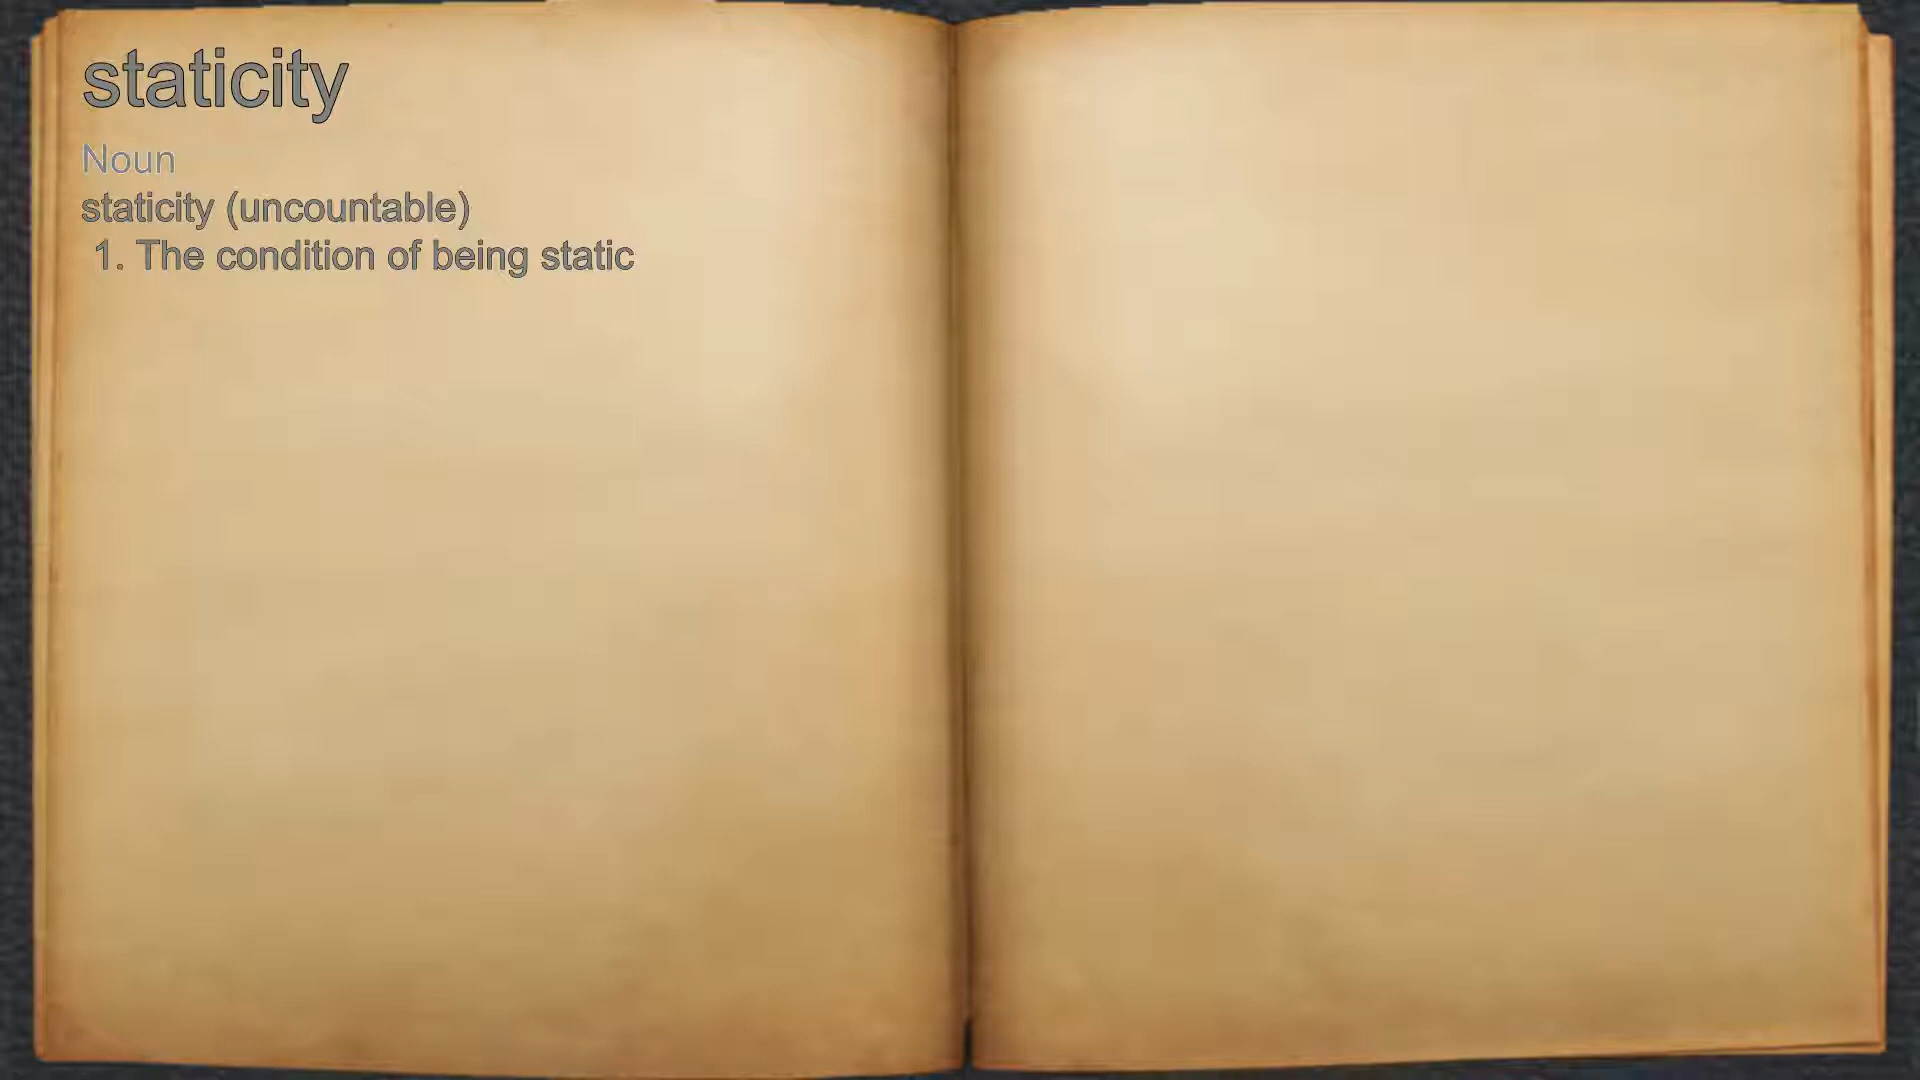 staticity
Noun
staticity (uncountable)
1. The condition of being static